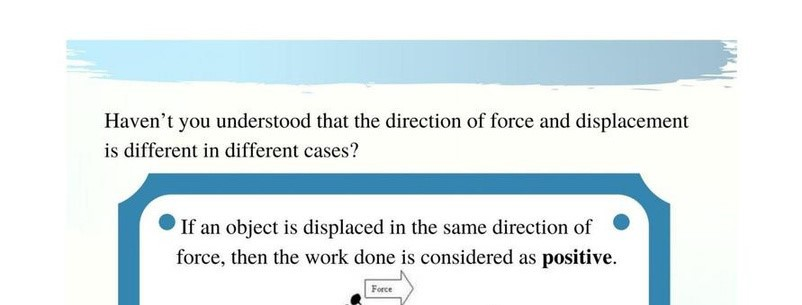 Haven't you understood that the direction of force and displacement
is different in different cases?
If an object is displaced in the same direction of
force, then the work done is considered as positive.
Force